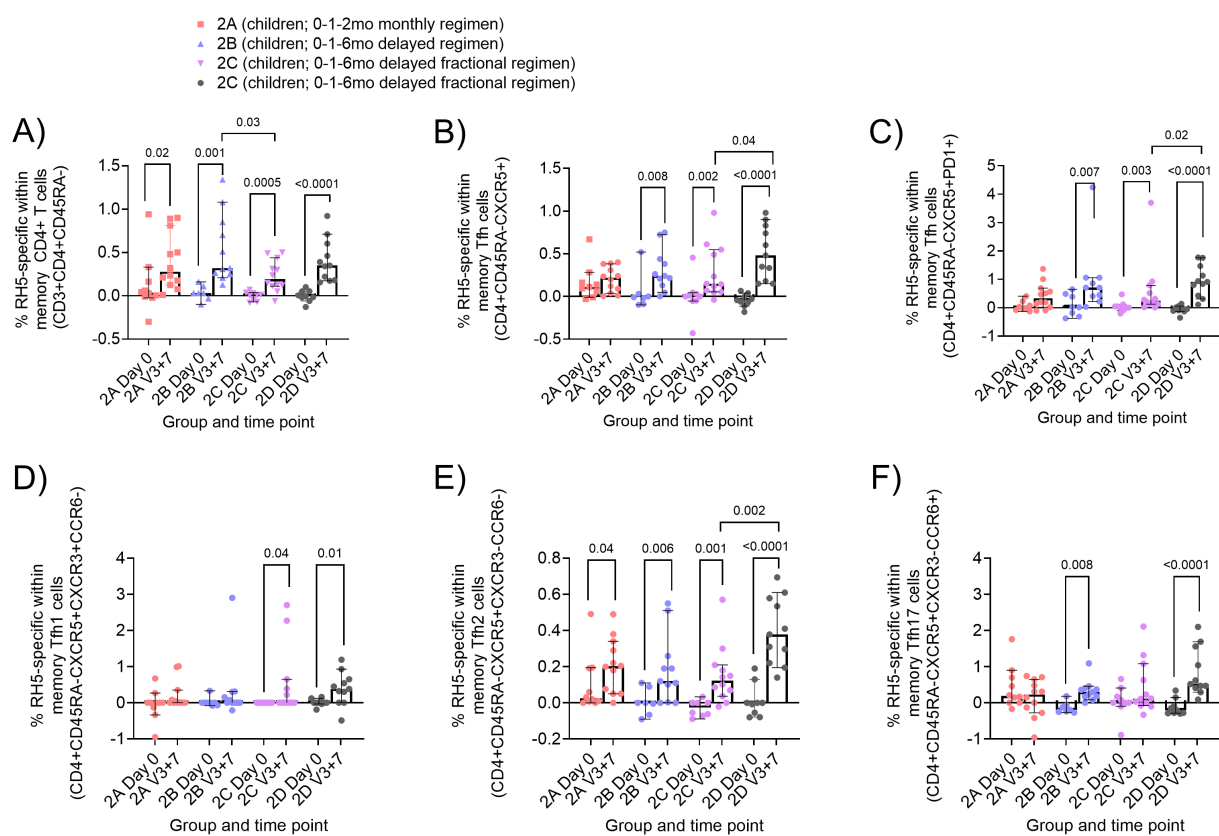 2A (children; 0-1-2mo monthly regimen)
2B (children; 0-1-6mo delayed regimen)
2C (children; 0-1-6mo delayed fractional regimen)
2C (children; 0-1-6mo delayed fractional regimen)
A)
% RH5-specific within
memory  CD4+ T cells
(CD3+CD4+CD45RA-)
1.5
1.0
0.5
0.0
-0.5
0.02
0.001
0.03
0.0005
<0.0001
2A Day 0
2A V3+7
2B Day 0
2B V3+7
2C Day 0
2C V3+7
2D Day 0
2D V3+7
Group and time point
B)
% RH5-specific within
memory Tfh cells
(CD4+CD45RA-CXCR5+)
1.5
1.0
0.5
0.0
-0.5
0.008
0.002
0.04
<0.0001
2A Day 0
2A V3+7
2B Day 0
2B V3+7
2C Day 0
2C V3+7
2D Day 0
2D V3+7
Group and time point
C)
% RH5-specific within
memory Tfh cells
(CD4+CD45RA-CXCR5+PD1+)
5
4
3
2
1
0
-1
0.007
0.003
0.02
<0.0001
2A Day 0
2A V3+7
2B Day 0
2B V3+7
2C Day 0
2C V3+7
2D Day 0
2D V3+7
Group and time point
D)
% RH5-specific within
memory Tfh1 cells
(CD4+CD45RA-CXCR5+CXCR3+CCR6-)
4
3
2
1
0
-1
0.04
0.01
2A Day 0
2A V3+7
2B Day 0
2B V3+7
2C Day 0
2C V3+7
2D Day 0
2D V3+7
Group and time point
E)
% RH5-specific within
memory Tfh2 cells
(CD4+CD45RA-CXCR5+CXCR3-CCR6-)
0.8
0.6
0.4
0.2
0.0
-0.2
0.04
0.006
0.001
0.002
<0.0001
2A Day 0
2A V3+7
2B Day 0
2B V3+7
2C Day 0
2C V3+7
2D Day 0
2D V3+7
Group and time point
F)
% RH5-specific within
memory Tfh17 cells
(CD4+CD45RA-CXCR5+CXCR3-CCR6+)
4
3
2
1
0
-1
0.008
<0.0001
2A Day 0
2A V3+7
2B Day 0
2B V3+7
2C Day 0
2C V3+7
2D Day 0
2D V3+7
Group and time point